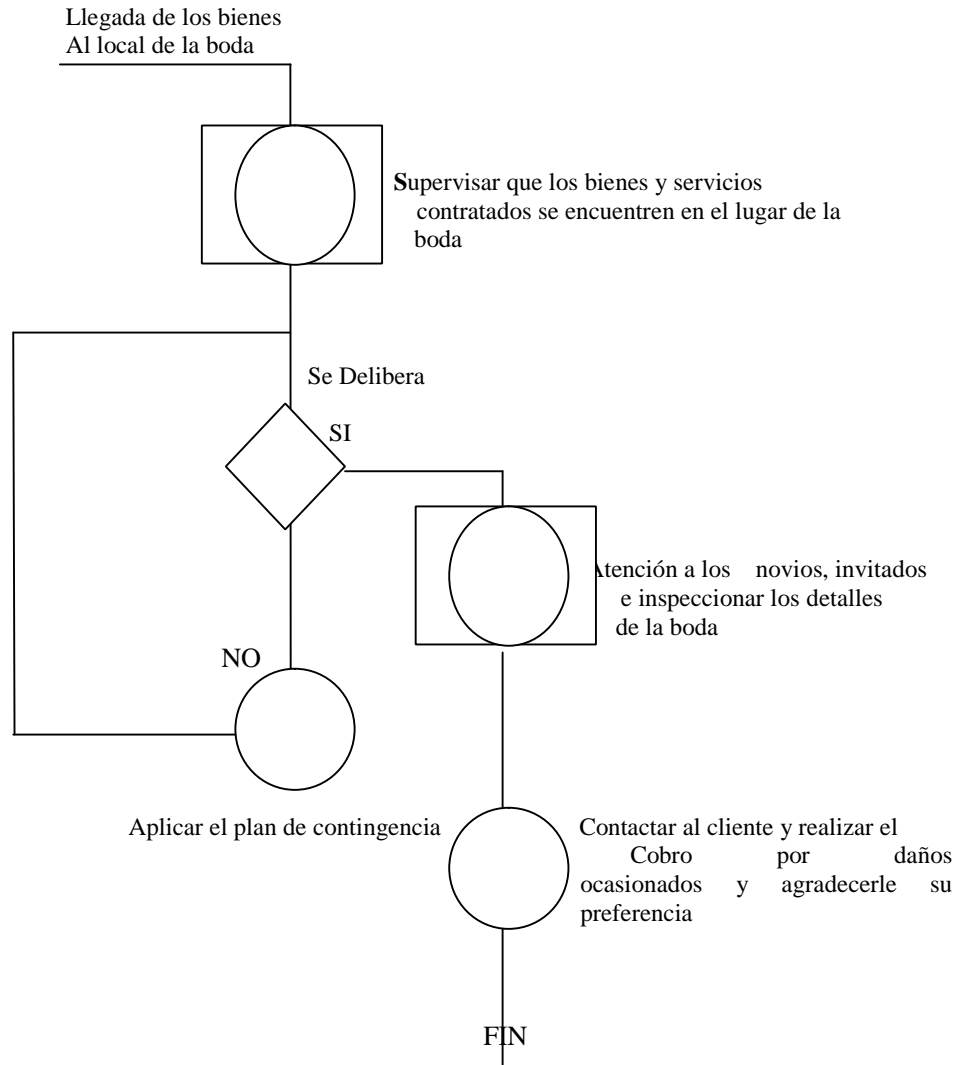 Llegada de los bienes
Al local de la boda
Supervisar que los bienes y servicios
contratados se encuentren en el lugar de la
boda
Se Delibera
SI
Atención a los novios, invitados
e inspeccionar los detalles
de la boda
NO
Aplicar el plan de contingencia
Contactar al cliente y realizar el
Cobro por daños
ocasionados y agradecerle su
preferencia
FIN